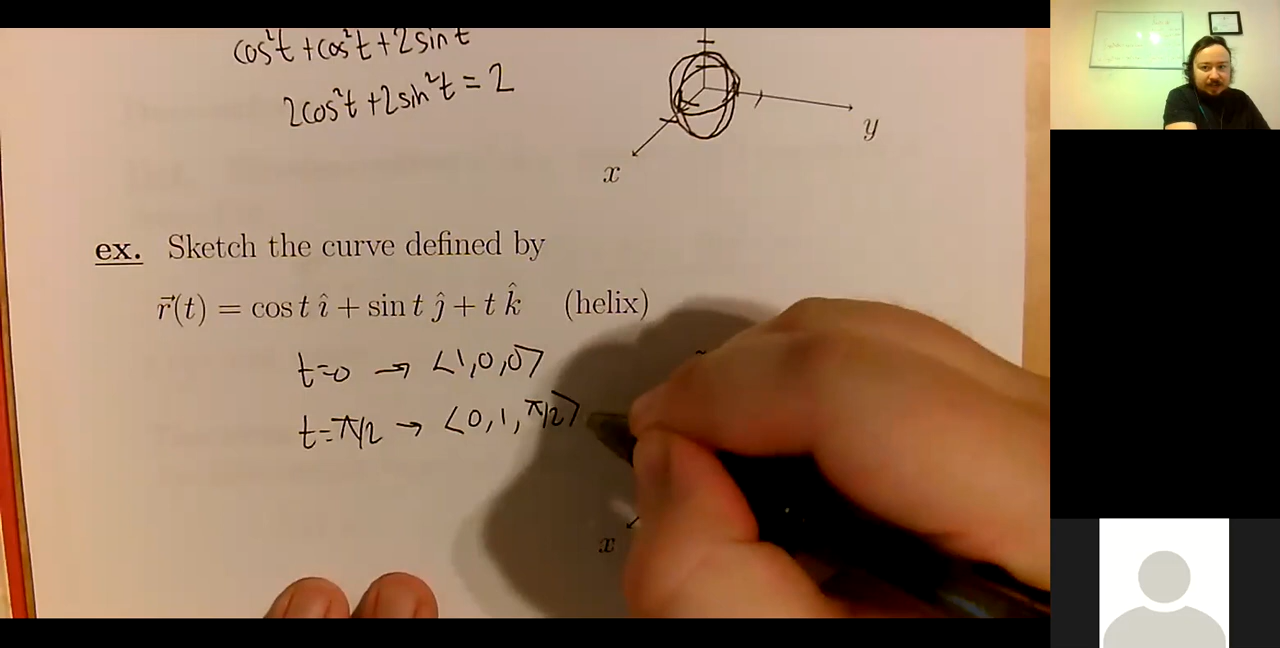 cos²t + cos²t + 2 sin t
2cos²t + 2sin²t = 2
y
x
ex. Sketch the curve defined by
r⃗(t) = cos t î + sin t ĵ + t k̂ (helix)
t=0 → ⟨1,0,0⟩
t=π/2 → ⟨0,1,π/2⟩
x